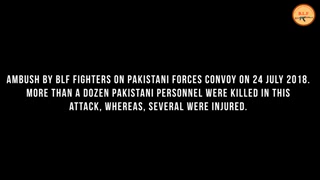 B.L.F
AMBUSH BY BLF FIGHTERS ON PAKISTANI FORCES CONVOY ON 24 JULY 2018.
MORE THAN A DOZEN PAKISTANI PERSONNEL WERE KILLED IN THIS
ATTACK, WHEREAS, SEVERAL WERE INJURED.